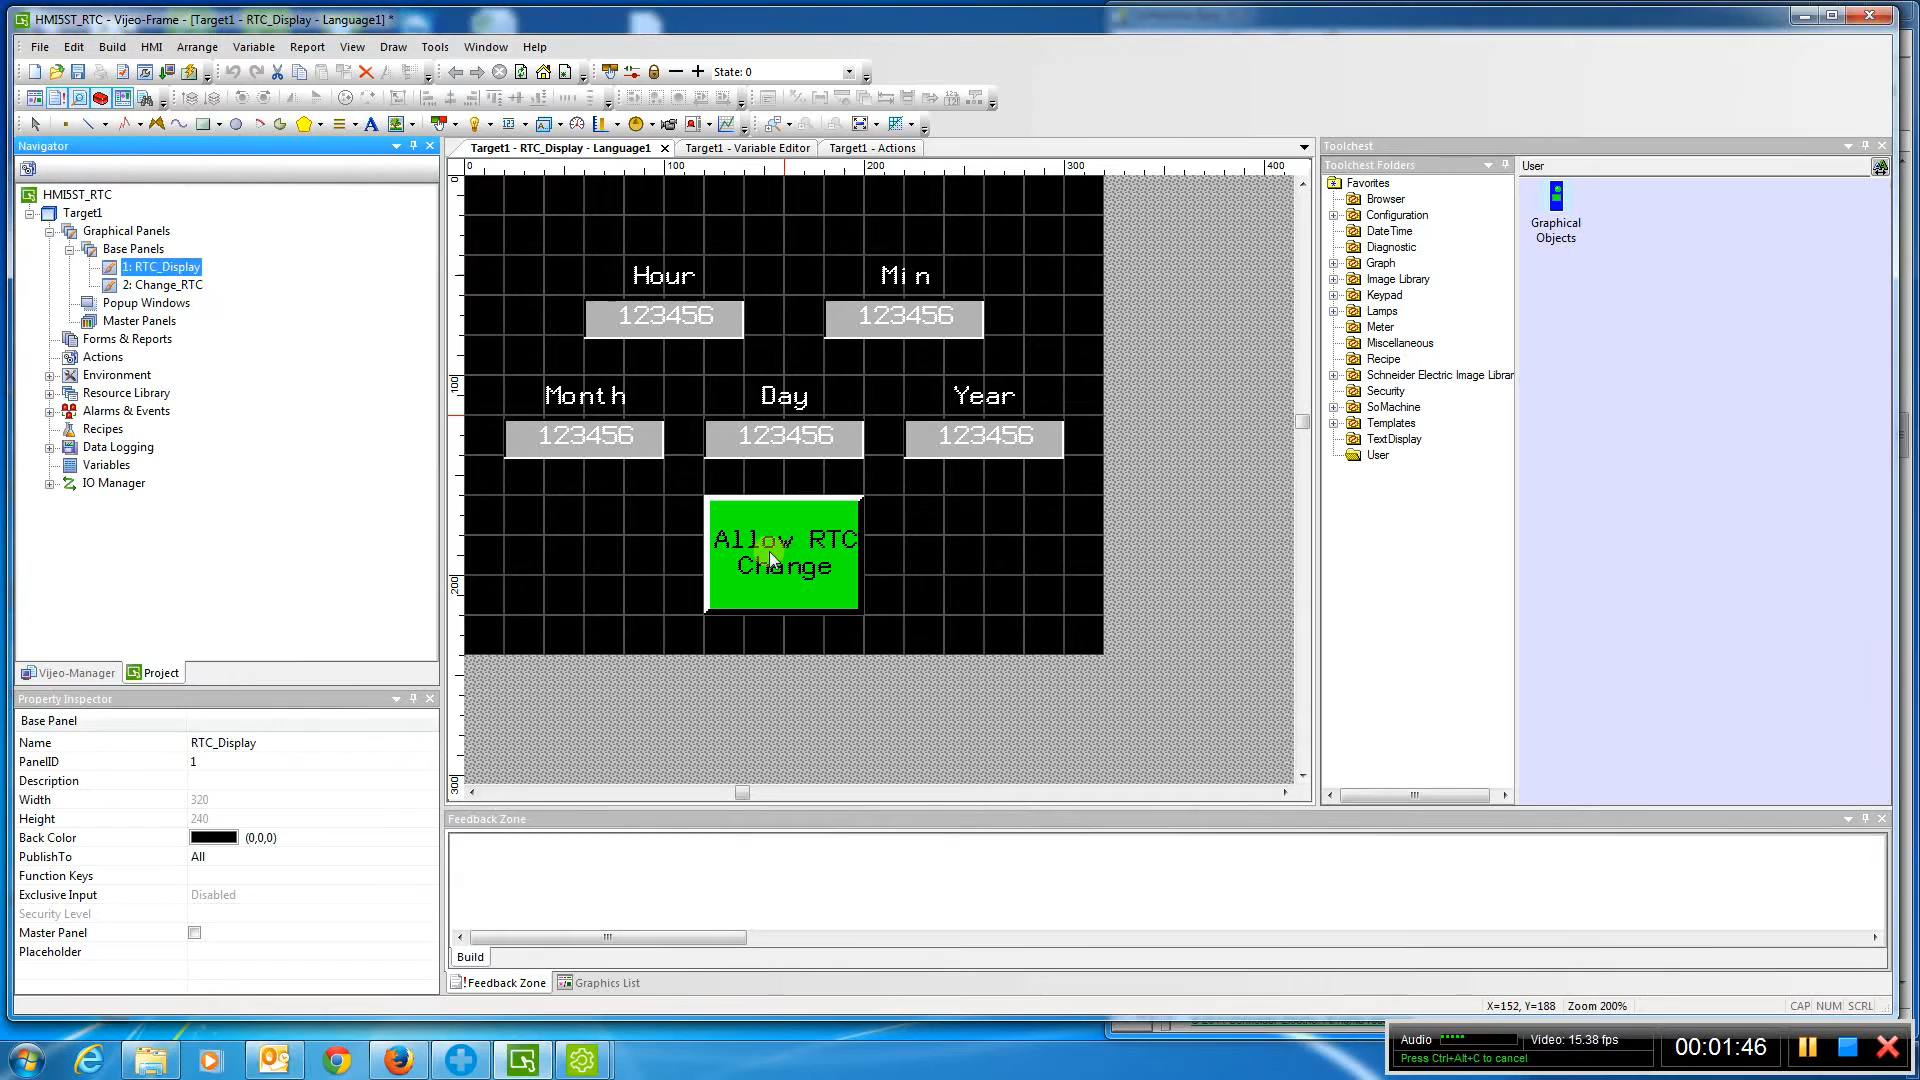 HMI5ST_RTC - Vijeo-Frame - [Target1 - RTC_Display - Language1] *
File Edit Build HMI Arrange Variable Report View Draw Tools Window Help
State: 0
Navigator
HMI5ST_RTC
Target1
Graphical Panels
Base Panels
1: RTC_Display
2: Change_RTC
Popup Windows
Master Panels
Forms & Reports
Actions
Environment
Resource Library
Alarms & Events
Recipes
Data Logging
Variables
IO Manager
Vijeo-Manager Project
Property Inspector
Base Panel
Name RTC_Display
PanelID 1
Description
Width 320
Height 240
Back Color (0,0,0)
PublishTo All
Function Keys
Exclusive Input Disabled
Security Level
Master Panel
Placeholder
Target1 - RTC_Display - Language1 Target1 - Variable Editor Target1 - Actions
0 100 200 300 400
0
100
200
300
Hour Min
123456 123456
Month Day Year
123456 123456 123456
Allow RTC
Change
Toolchest
Toolchest Folders
Favorites
Browser
Configuration
DateTime
Diagnostic
Graph
Image Library
Keypad
Lamps
Meter
Miscellaneous
Recipe
Schneider Electric Image Librar
Security
SoMachine
Templates
TextDisplay
User
User
Graphical
Objects
Feedback Zone
Build
Feedback Zone Graphics List
X=152, Y=188 Zoom 200% CAP NUM SCRL
Audio Video: 15.38 fps
Press Ctrl+Alt+C to cancel
00:01:46